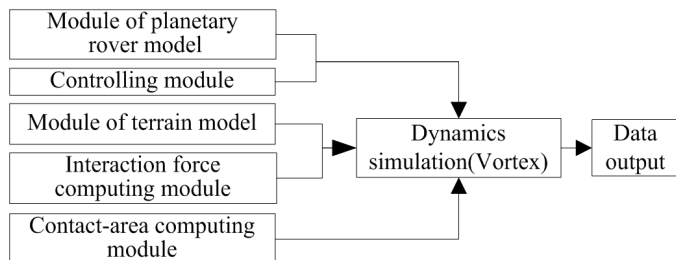 Module of planetary
rover model
Controlling module
Module of terrain model
Interaction force
computing module
Contact-area computing
module
Dynamics
simulation(Vortex)
Data
output